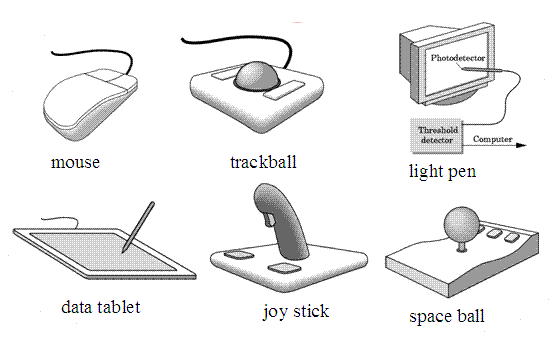 Photodetector
Threshold
detector
Computer
mouse
trackball
light pen
data tablet
joy stick
space ball